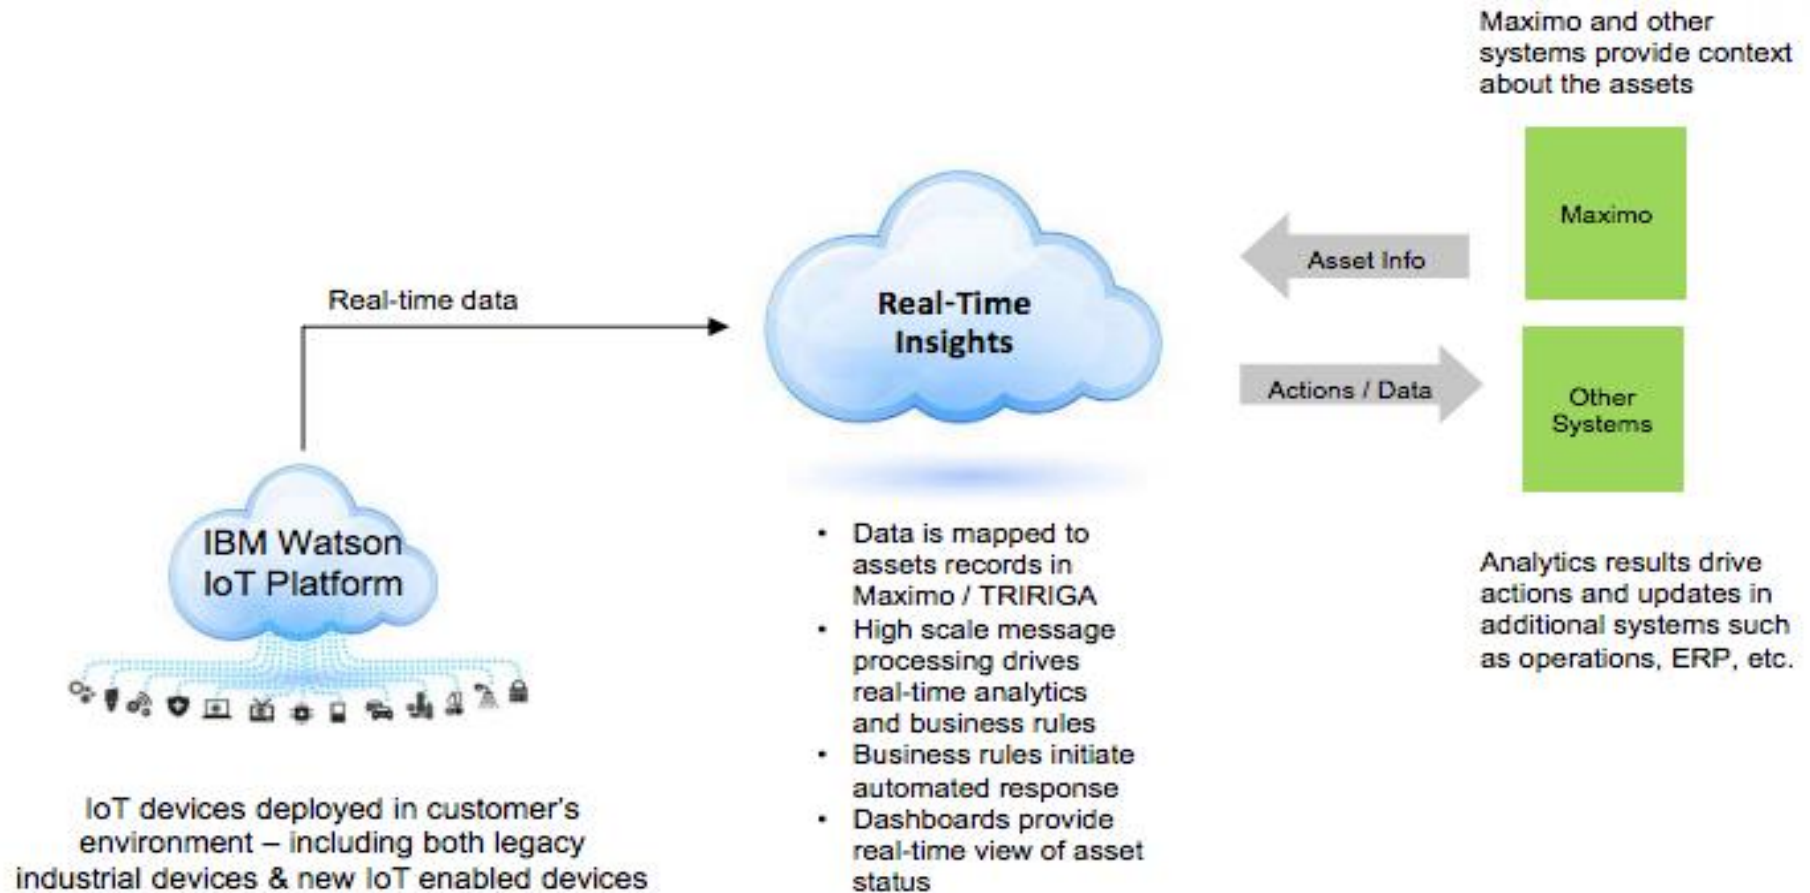 Maximo and other
systems provide context
about the assets
Maximo
Asset Info
Real-time data
Real-Time
Insights
Actions / Data
Other
Systems
IBM Watson
IoT Platform
• Data is mapped to
assets records in
Maximo / TRIRIGA
• High scale message
processing drives
real-time analytics
and business rules
• Business rules initiate
automated response
• Dashboards provide
real-time view of asset
status
Analytics results drive
actions and updates in
additional systems such
as operations, ERP, etc.
IoT devices deployed in customer's
environment – including both legacy
industrial devices & new IoT enabled devices